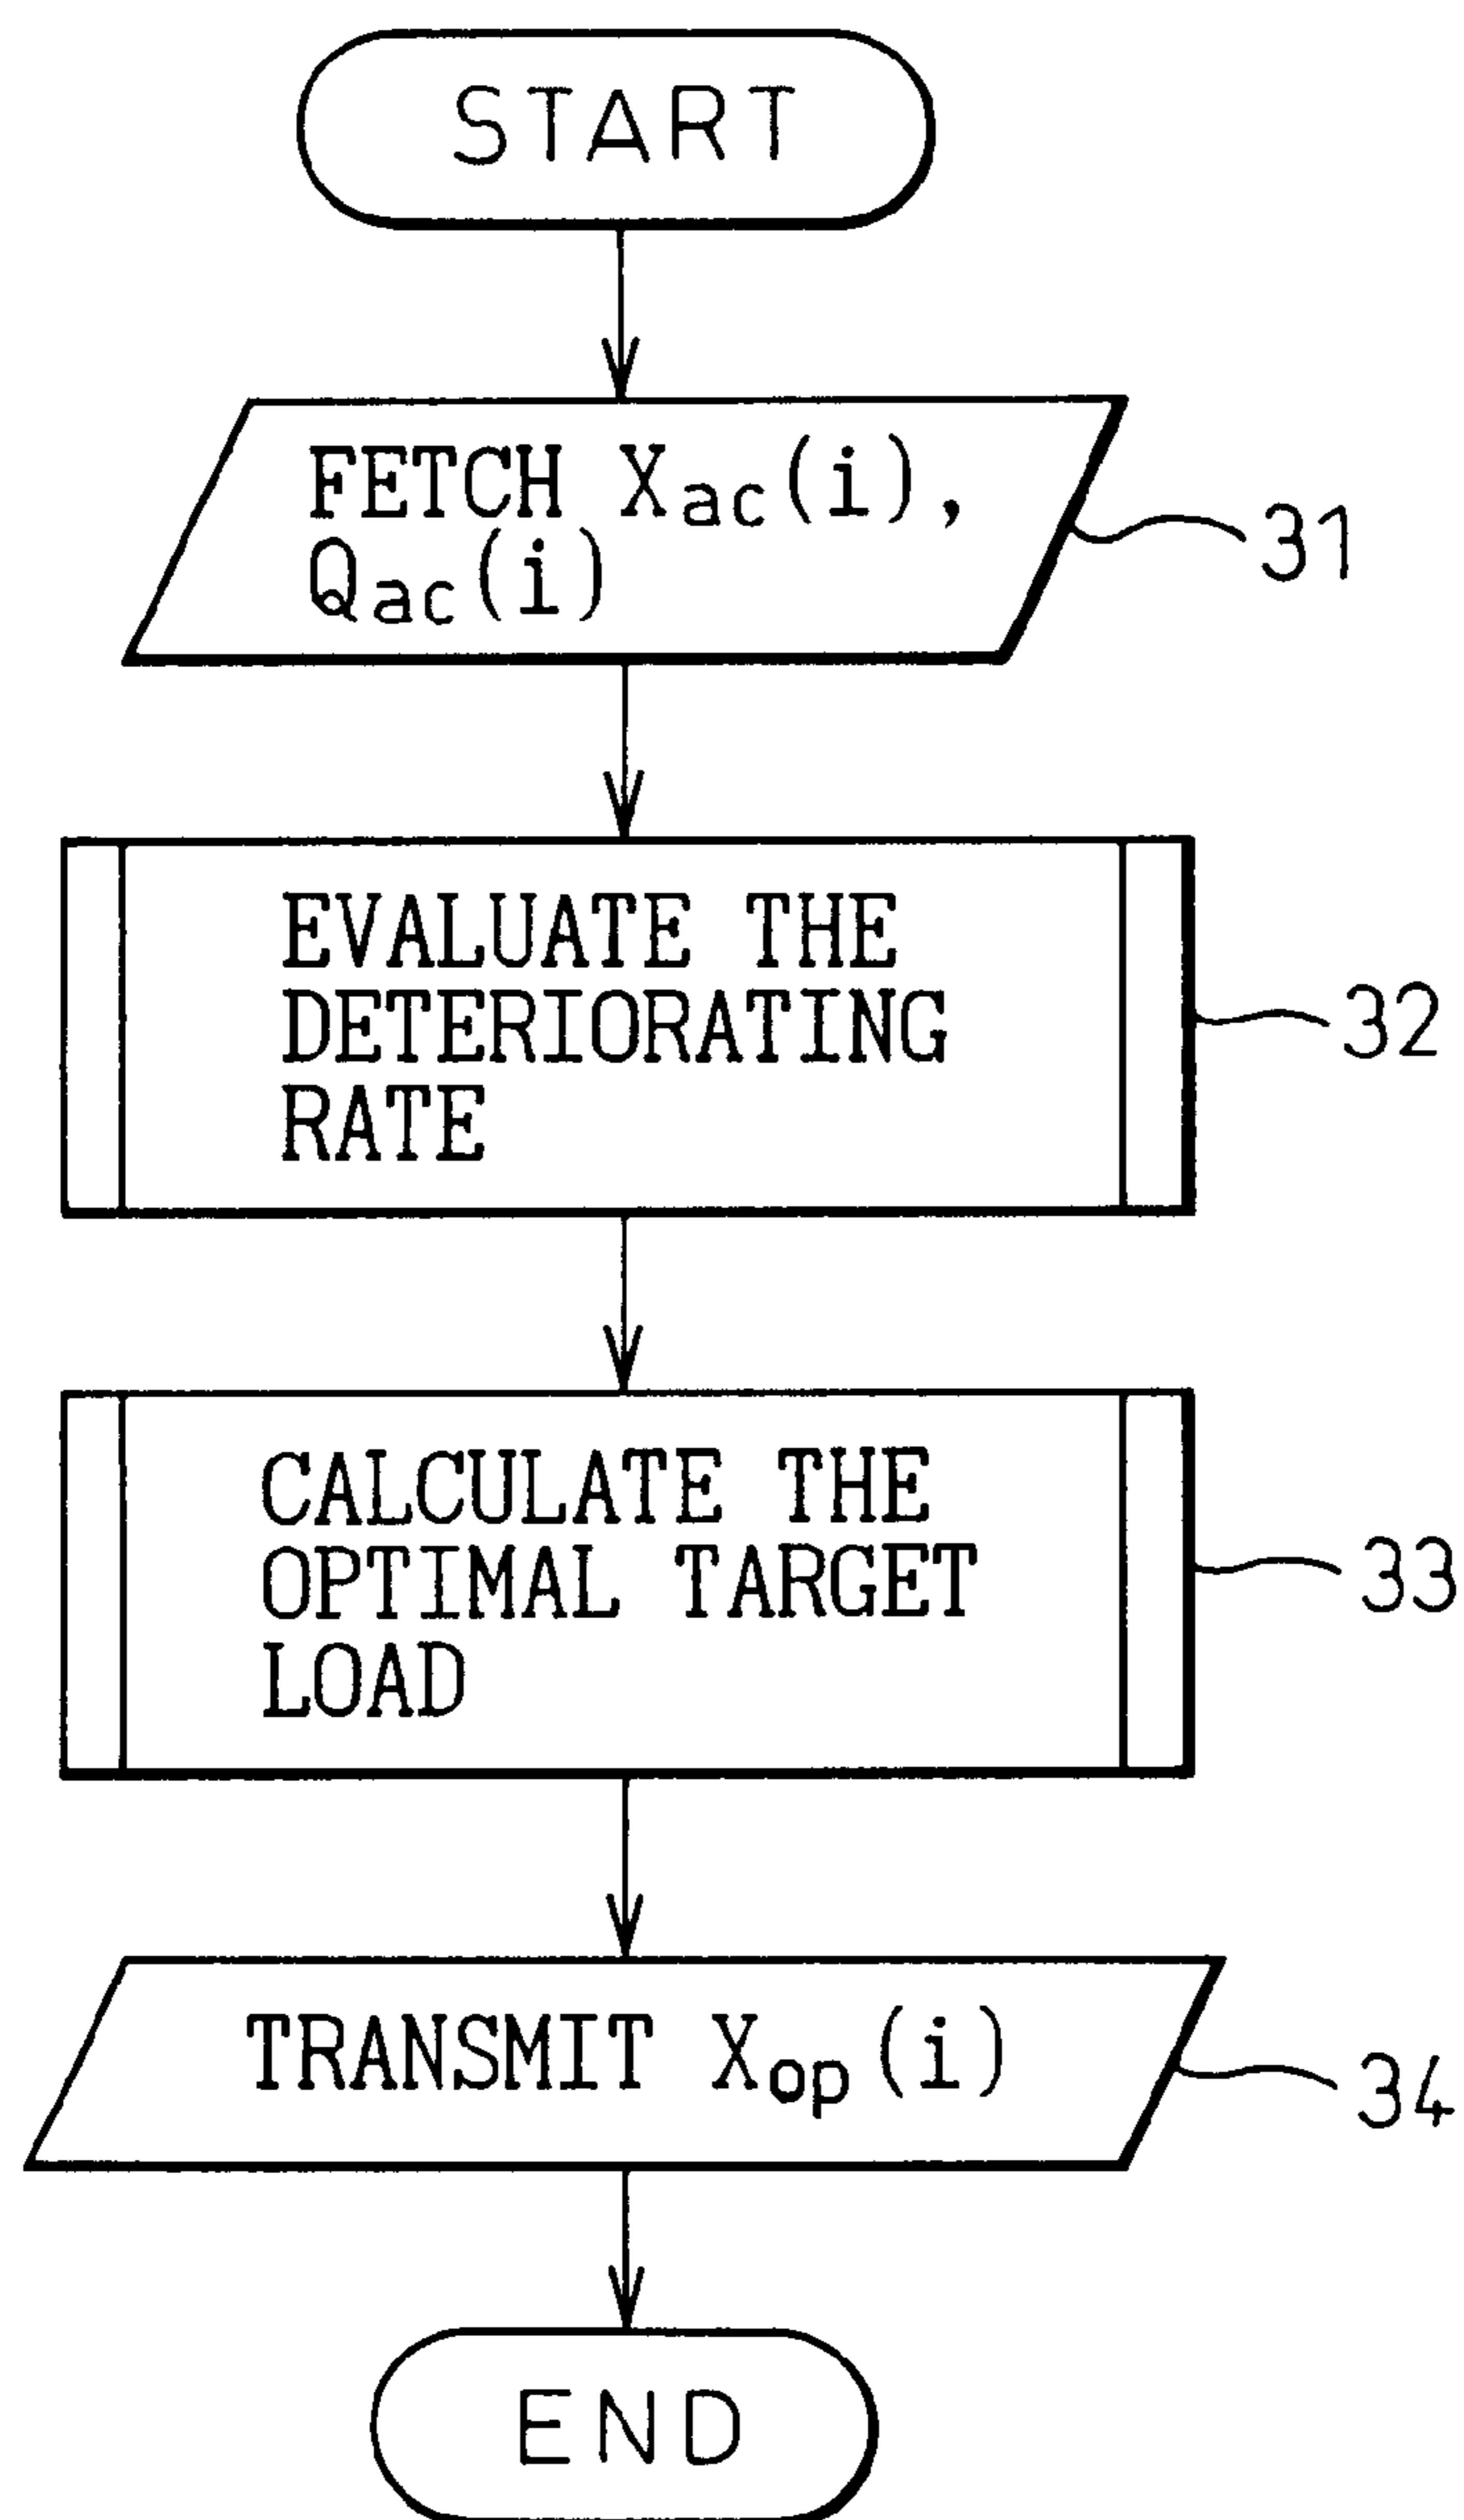 START
FETCH Xac(i),
Qac(i)
31
EVALUATE THE
DETERIORATING
RATE
32
CALCULATE THE
OPTIMAL TARGET
LOAD
33
TRANSMIT Xop(i)
34
END